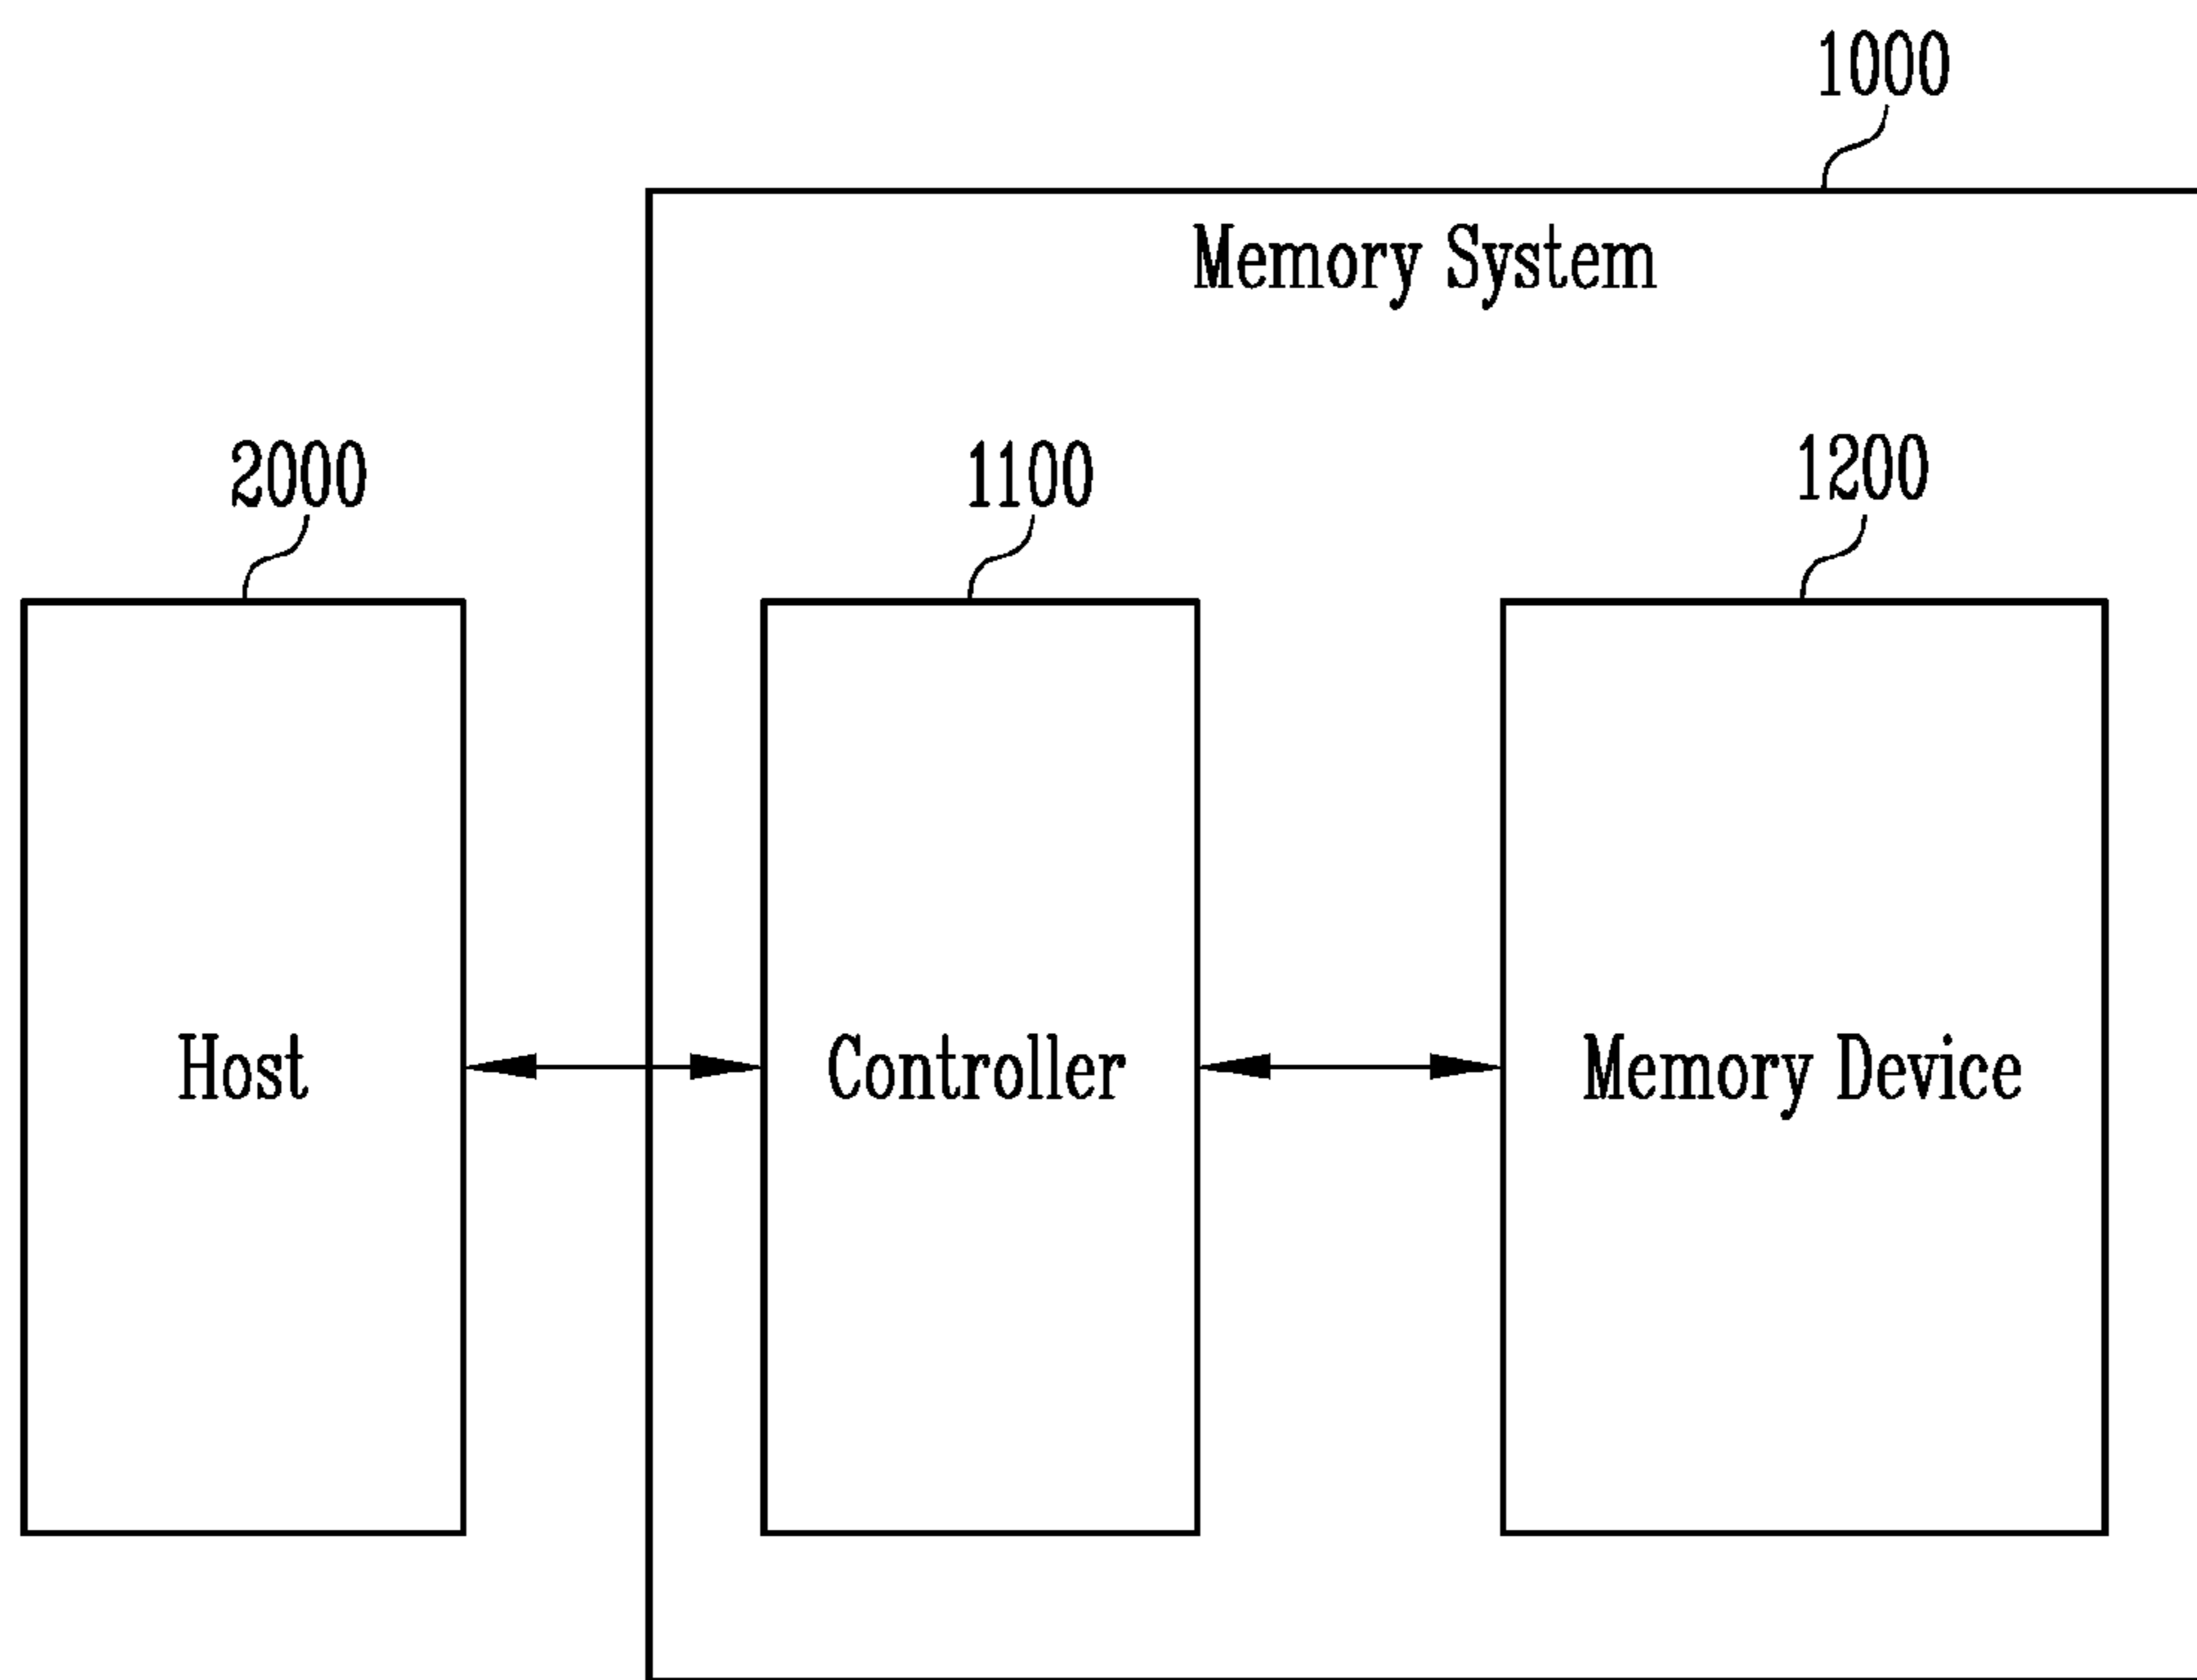 1000
Memory System
2000
1100
1200
Host
Controller
Memory Device